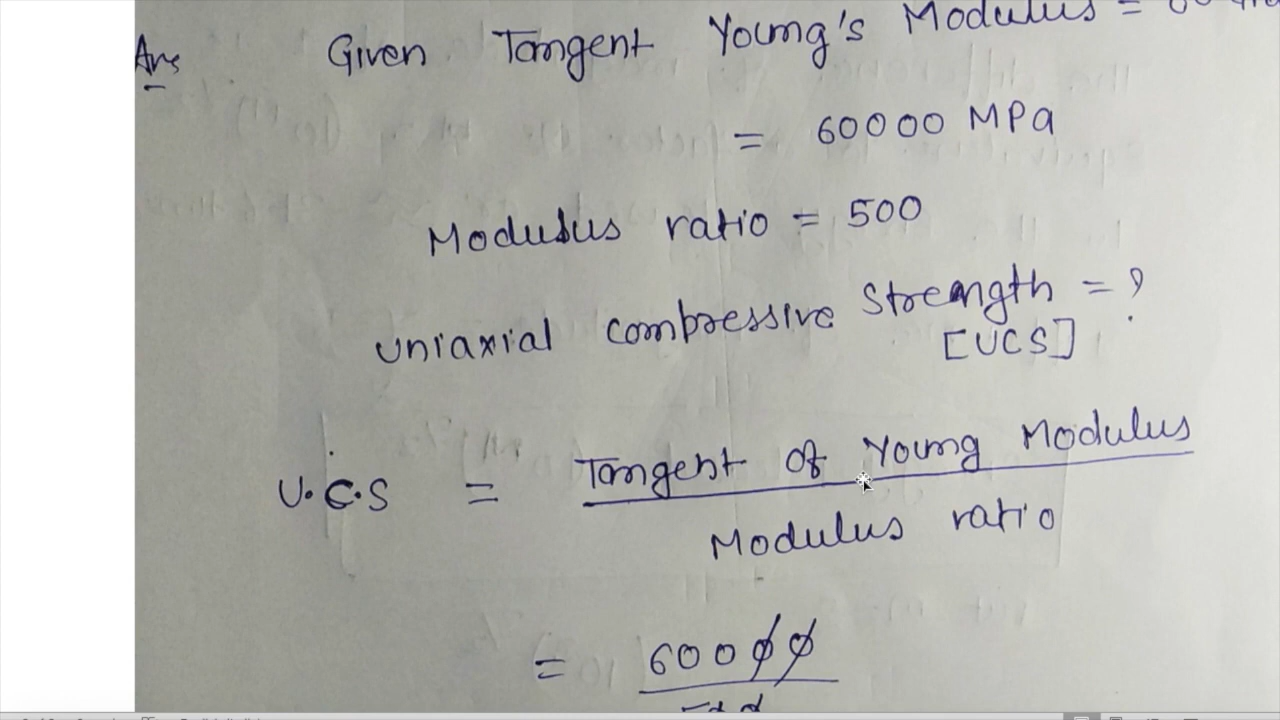 Ans Given Tangent Young's Modulus =
= 60000 MPa
Modulus ratio = 500
uniaxial compressive Strength = ?
[UCS]
U.C.S = Tangent of Young Modulus
Modulus ratio
= 60000